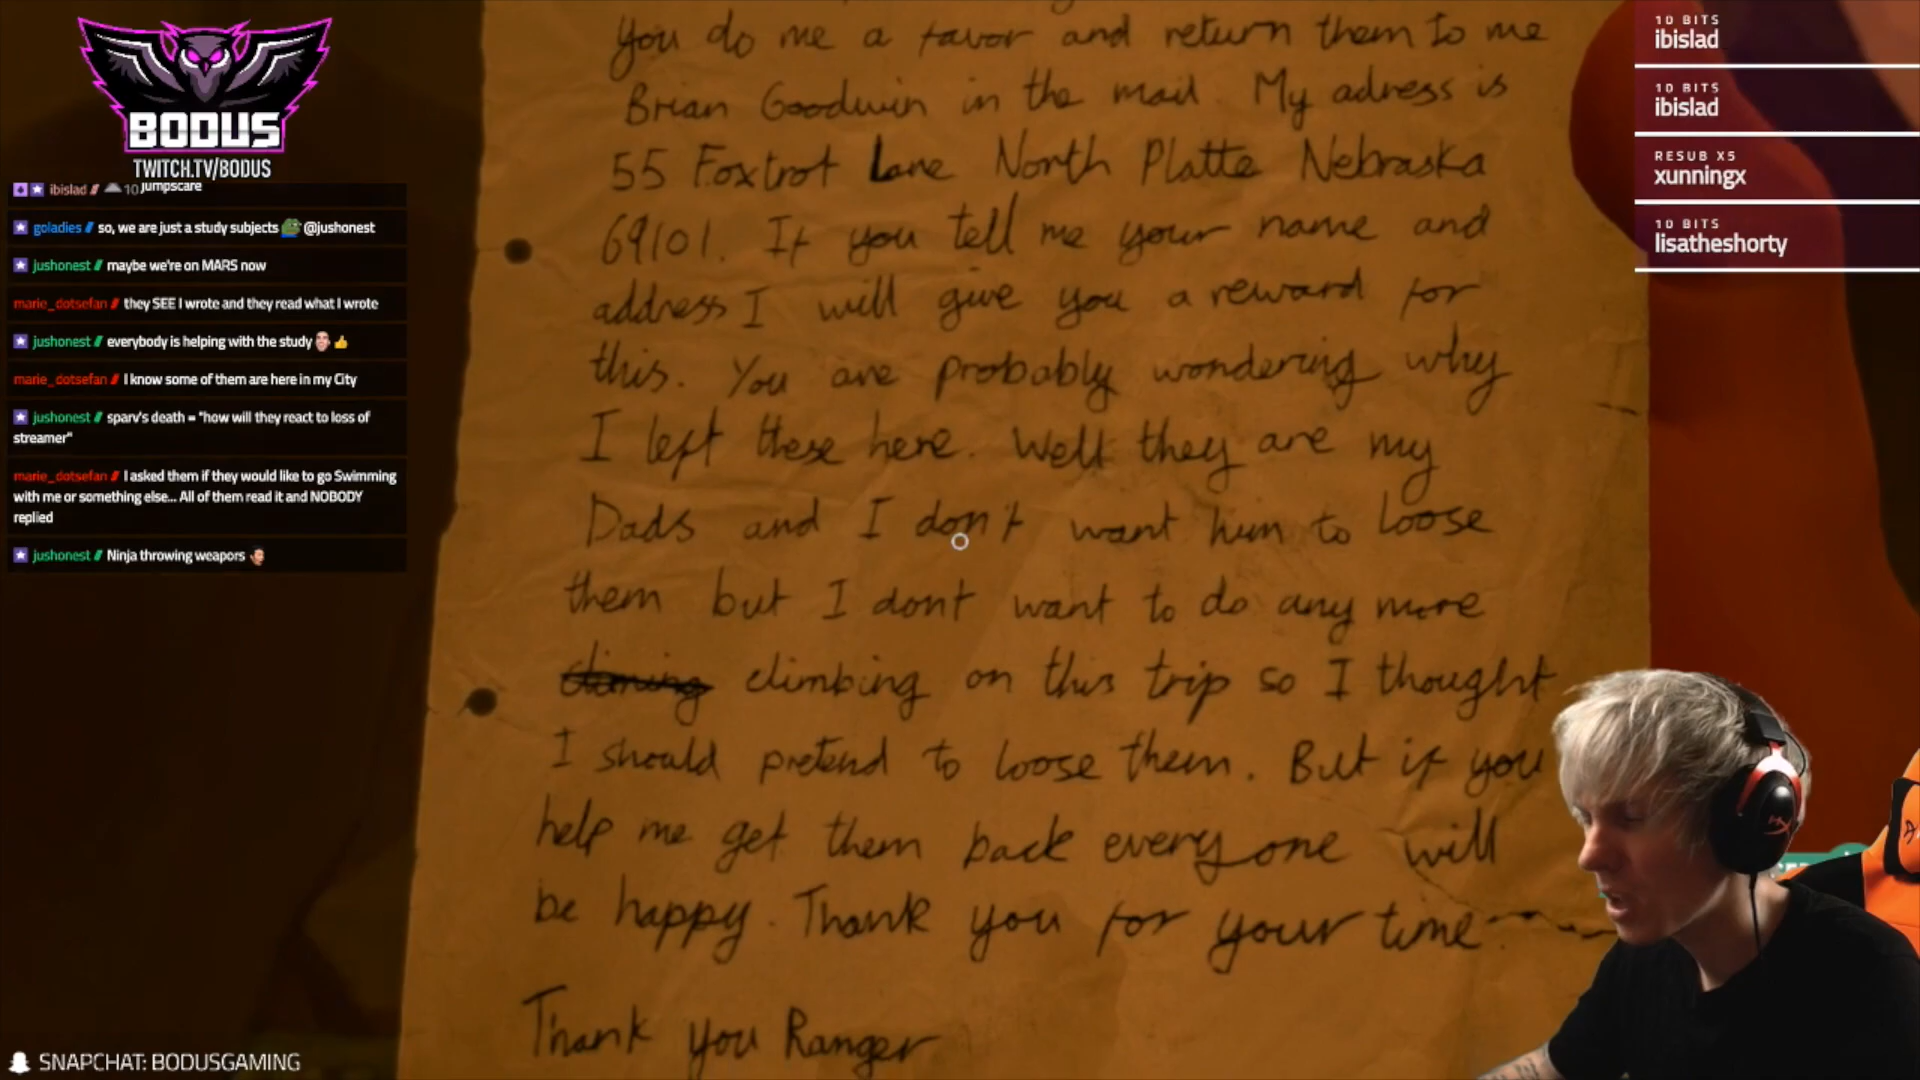 BODUS
TWITCH.TV/BODUS
ibislad // 10 jumpscare
goladies // so, we are just a study subjects @jushonest
jushonest // maybe we're on MARS now
marie_dotsefan // they SEE I wrote and they read what I wrote
jushonest // everybody is helping with the study
marie_dotsefan // I know some of them are here in my City
jushonest // sparv's death = "how will they react to loss of
streamer"
marie_dotsefan // I asked them if they would like to go Swimming
with me or something else... All of them read it and NOBODY
replied
jushonest // Ninja throwing weapors
SNAPCHAT: BODUSGAMING
You do me a favor and return them to me
Brian Goodwin in the mail. My adress is
55 Foxtrot Lane North Platte Nebraska
69101. If you tell me your name and
address I will give you a reward for
this. You are probably wondering why
I left these here. Well they are my
Dads and I don't want him to loose
them but I dont want to do any more
climing climbing on this trip so I thought
I should pretend to loose them. But if you
help me get them back every one will
be happy. Thank you for your time.
Thank you Ranger
10 BITS
ibislad
10 BITS
ibislad
RESUB X5
xunningx
10 BITS
lisatheshorty